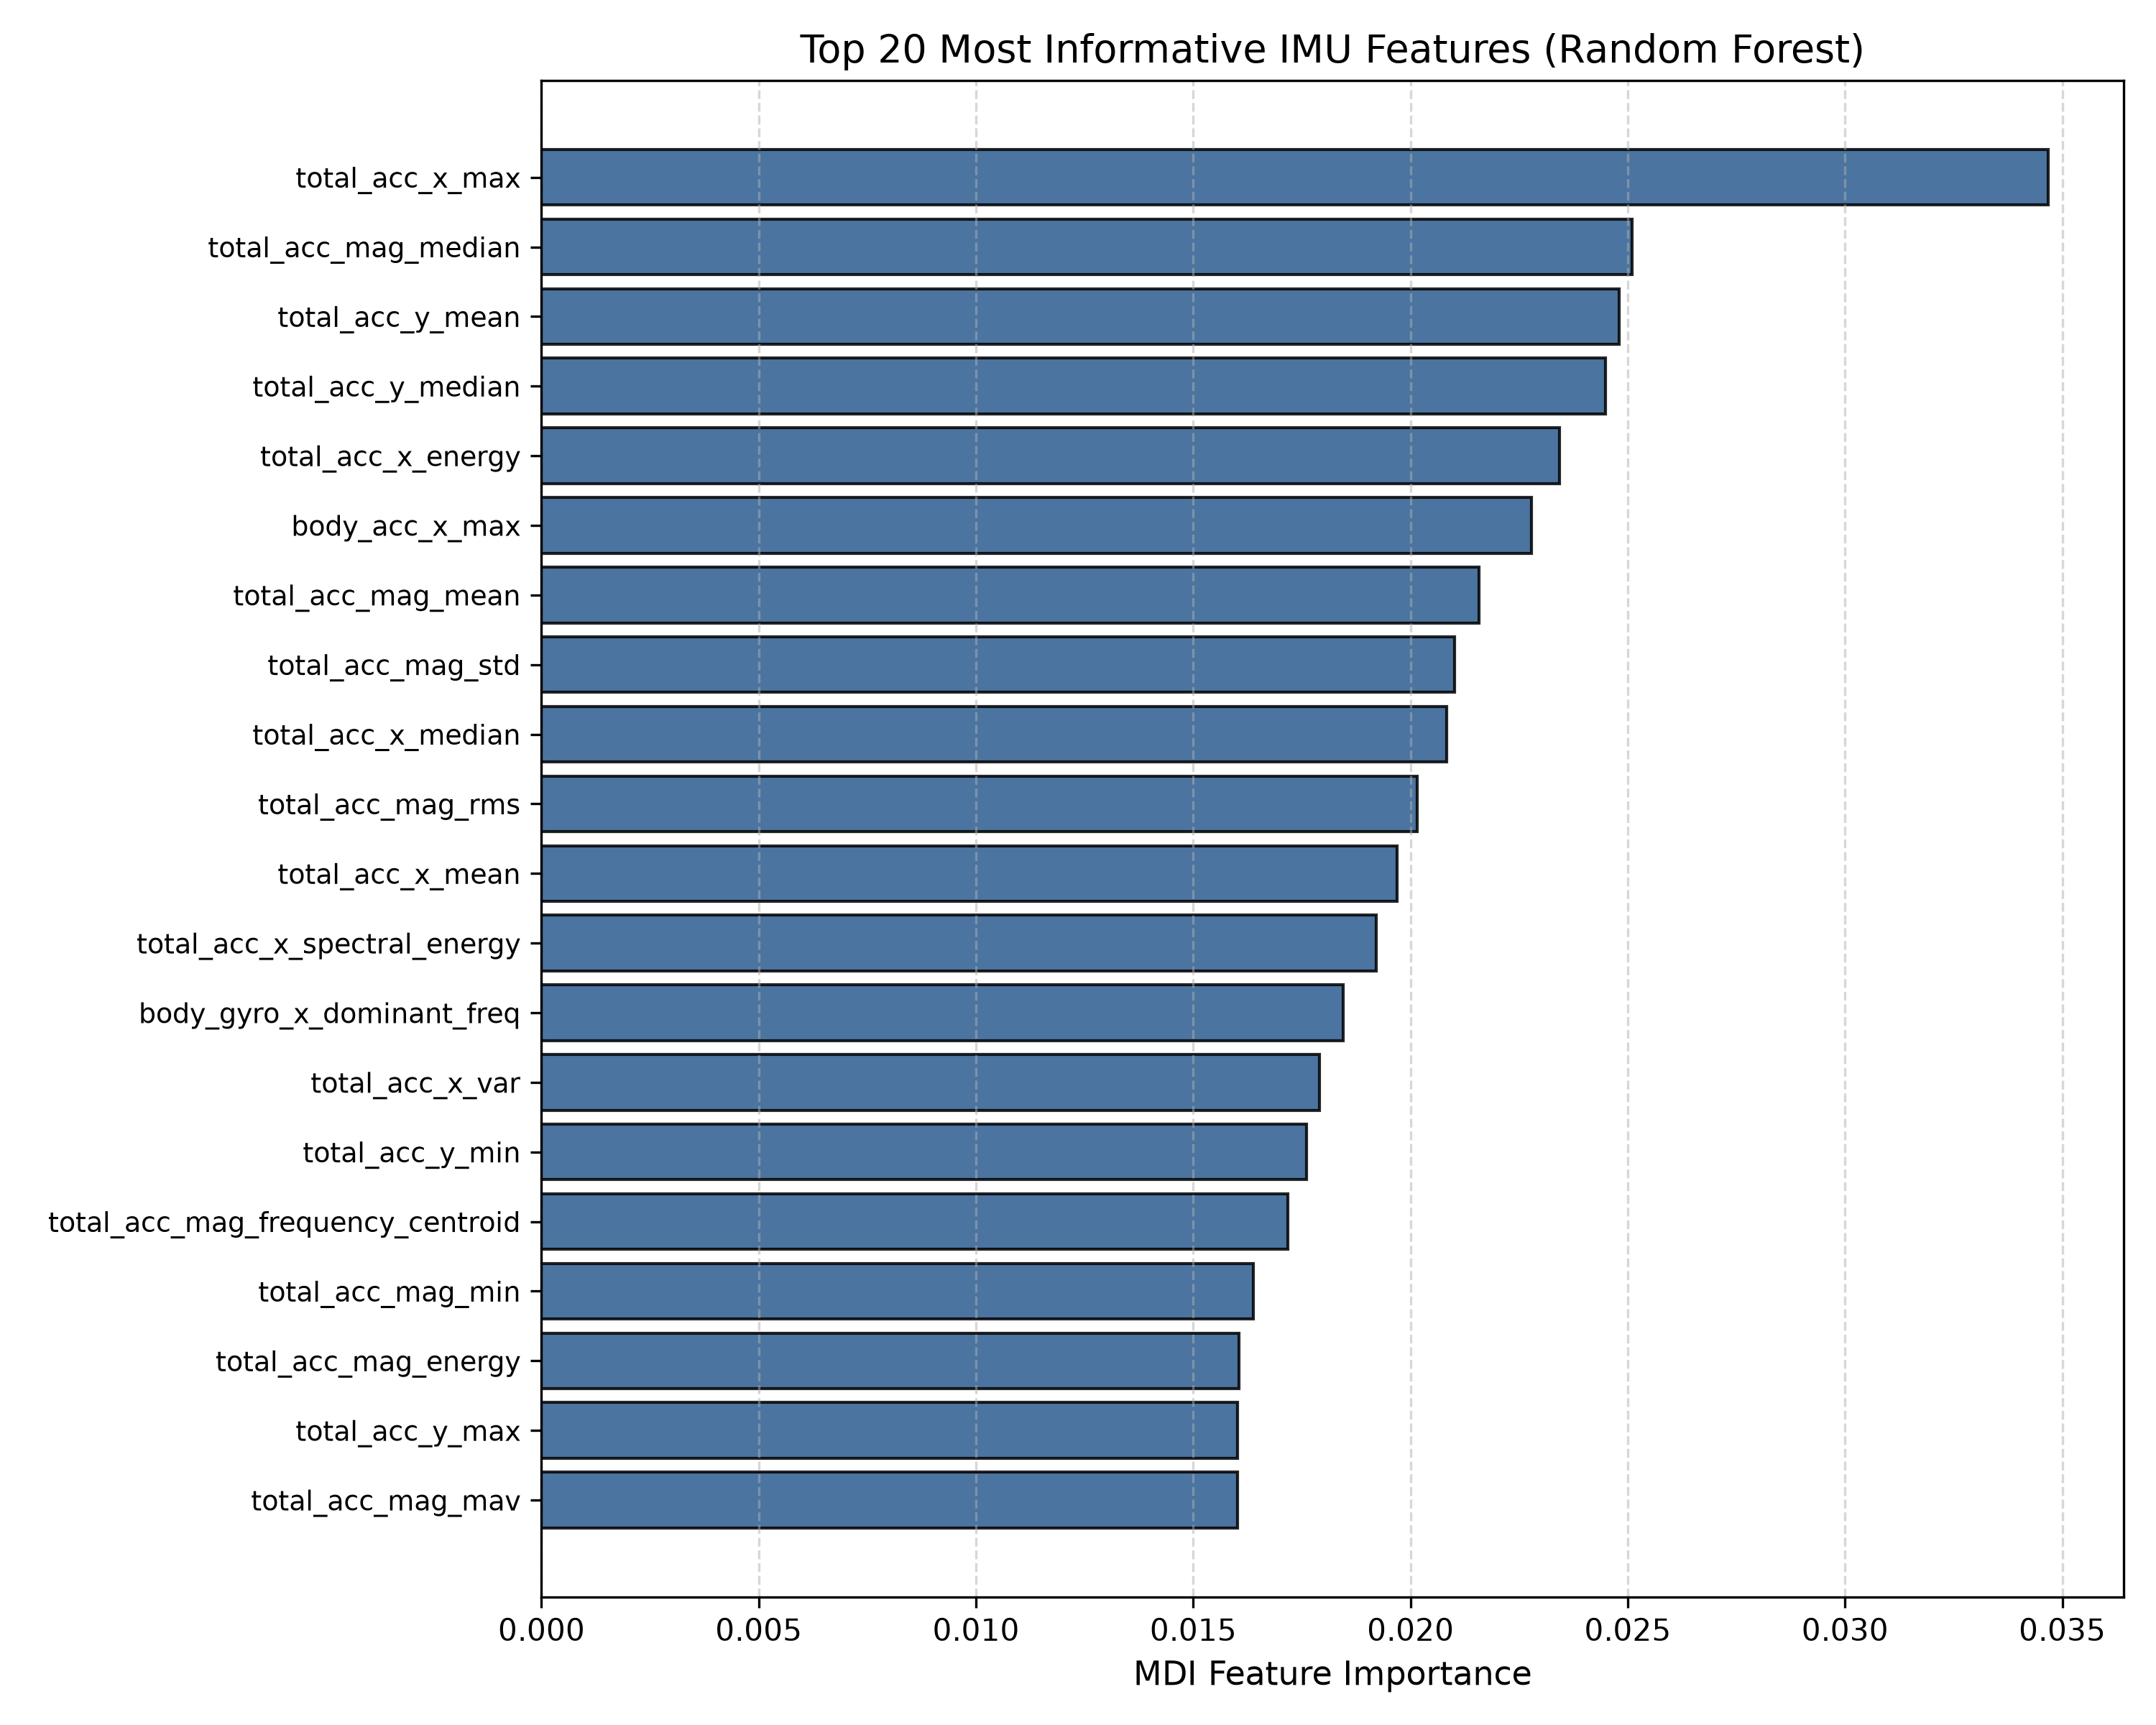 Top 20 Most Informative IMU Features (Random Forest)
total_acc_x_max
total_acc_mag_median
total_acc_y_mean
total_acc_y_median
total_acc_x_energy
body_acc_x_max
total_acc_mag_mean
total_acc_mag_std
total_acc_x_median
total_acc_mag_rms
total_acc_x_mean
total_acc_x_spectral_energy
body_gyro_x_dominant_freq
total_acc_x_var
total_acc_y_min
total_acc_mag_frequency_centroid
total_acc_mag_min
total_acc_mag_energy
total_acc_y_max
total_acc_mag_mav
0.000 0.005 0.010 0.015 0.020 0.025 0.030 0.035
MDI Feature Importance